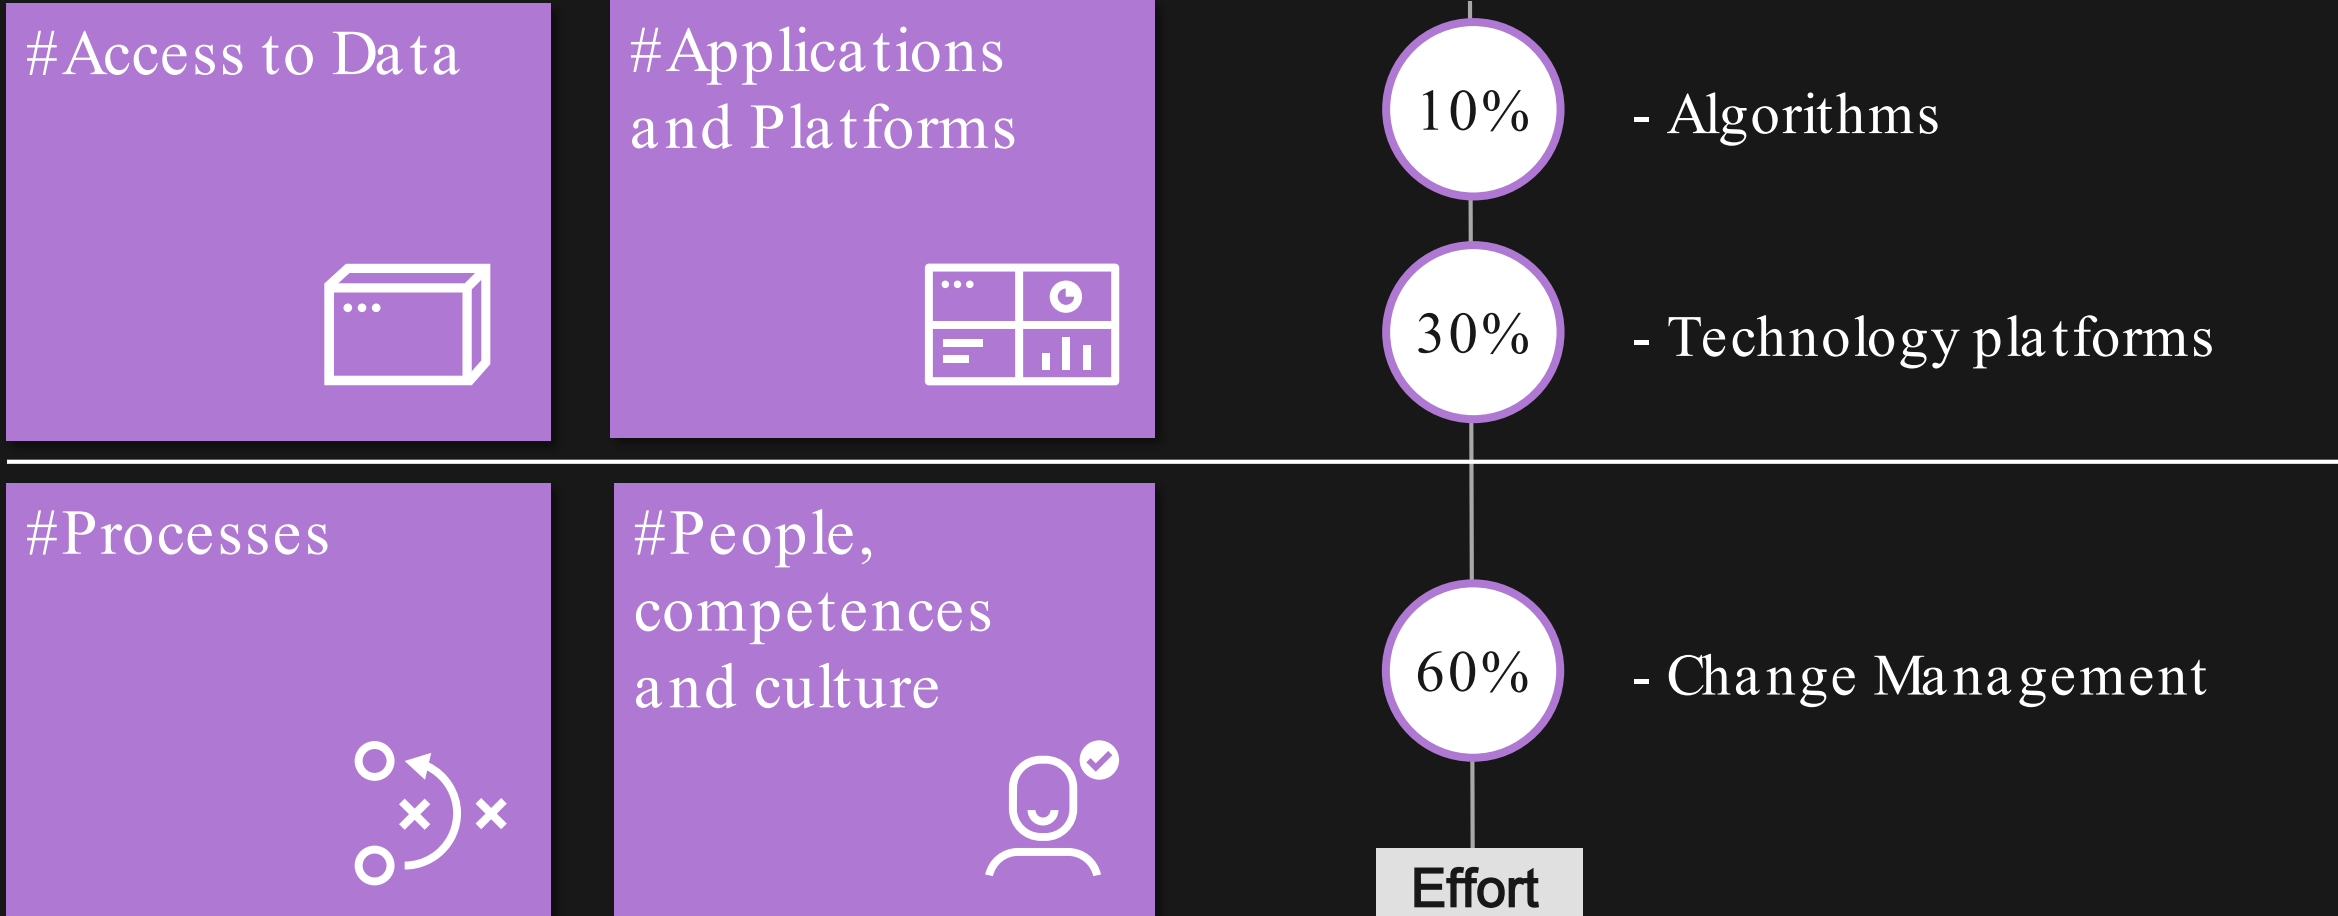 #Access to Data
#Applications
and Platforms
10%
- Algorithms
30%
- Technology platforms
#Processes
#People,
competences
and culture
60%
- Change Management
Effort